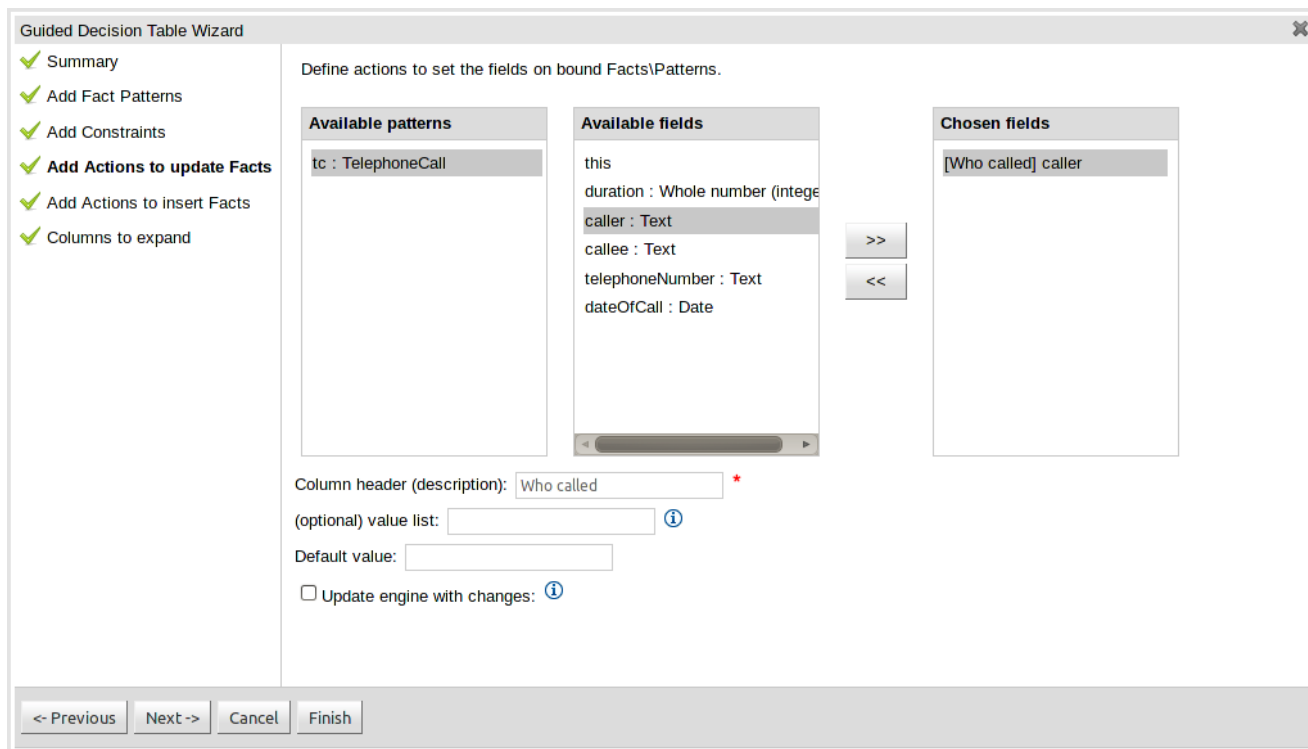 Guided Decision Table Wizard
Summary
Add Fact Patterns
Add Constraints
Add Actions to update Facts
Add Actions to insert Facts
Columns to expand
Define actions to set the fields on bound Facts\Patterns.
Available patterns
tc : TelephoneCall
Available fields
this
duration : Whole number (intege
caller : Text
callee : Text
telephoneNumber : Text
dateOfCall : Date
>>
<<
Chosen fields
[Who called] caller
Column header (description): Who called *
(optional) value list:
Default value:
Update engine with changes:
<- Previous Next -> Cancel Finish